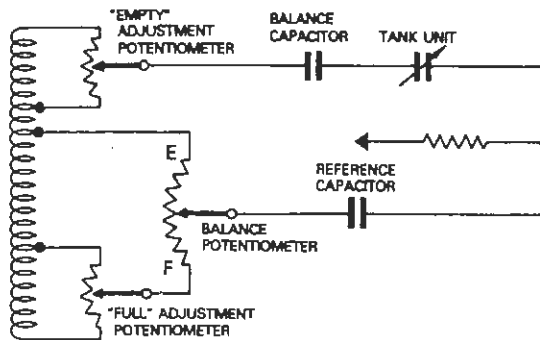 "EMPTY"
ADJUSTMENT
POTENTIOMETER
BALANCE
CAPACITOR
TANK UNIT
E
REFERENCE
CAPACITOR
BALANCE
POTENTIOMETER
F
"FULL" ADJUSTMENT
POTENTIOMETER